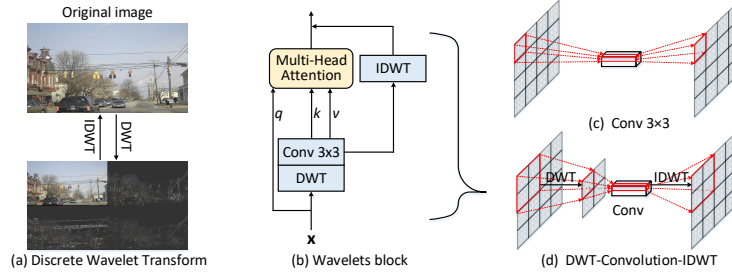 Original image
IDWT
DWT
(a) Discrete Wavelet Transform
Multi-Head
Attention
IDWT
q
k
v
Conv 3x3
DWT
x
(b) Wavelets block
(c) Conv 3×3
DWT
IDWT
Conv
(d) DWT-Convolution-IDWT